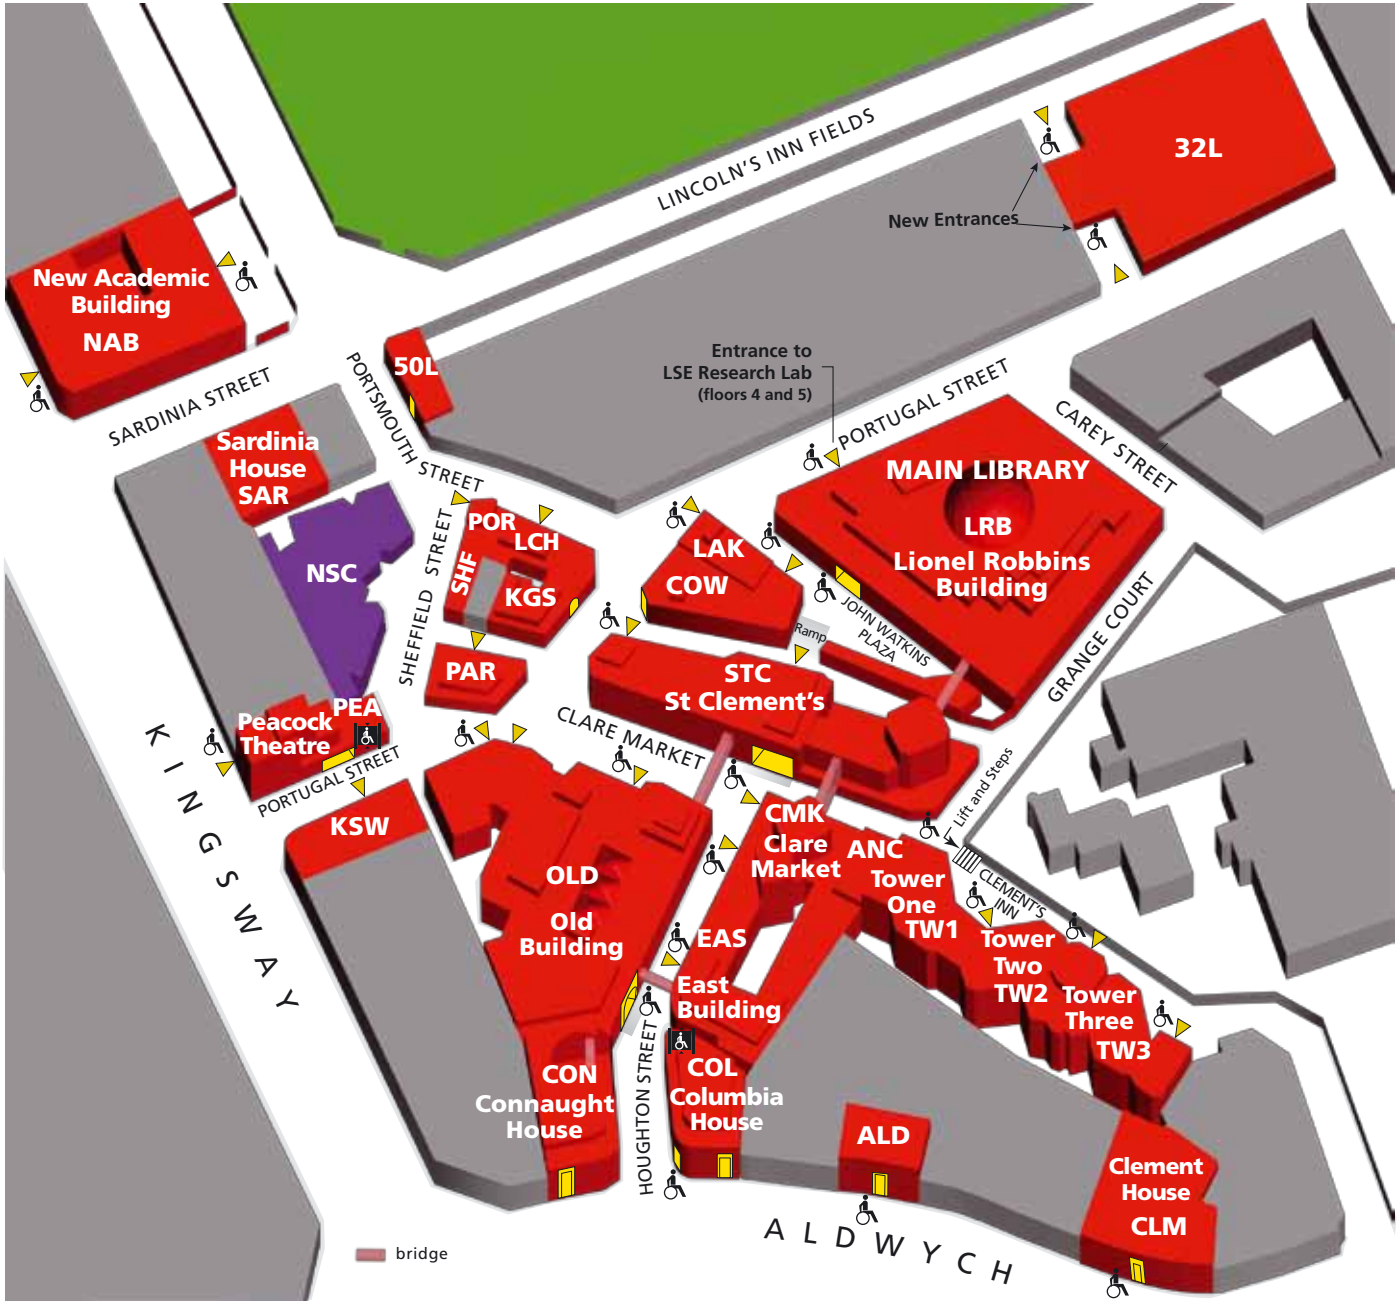 LINCOLN'S INN FIELDS
32L
New Entrances
New Academic
Building
NAB
SARDINIA STREET
PORTSMOUTH STREET
50L
Entrance to
LSE Research Lab
(floors 4 and 5)
PORTUGAL STREET
CAREY STREET
Sardinia
House
SAR
NSC
SHEFFIELD STREET
POR
LCH
SHF
KGS
PAR
LAK
COW
MAIN LIBRARY
LRB
Lionel Robbins
Building
JOHN WATKINS
PLAZA
Ramp
GRANGE COURT
STC
St Clement's
CLARE MARKET
PEA
Peacock
Theatre
PORTUGAL STREET
KINGSWAY
KSW
OLD
Old
Building
CMK
Clare
Market
ANC
Tower
One
TW1
Lift and Steps
CLEMENT'S
INN
Tower
Two
TW2
Tower
Three
TW3
EAS
East
Building
HOUGHTON STREET
CON
Connaught
House
COL
Columbia
House
ALD
Clement
House
CLM
ALDWYCH
bridge